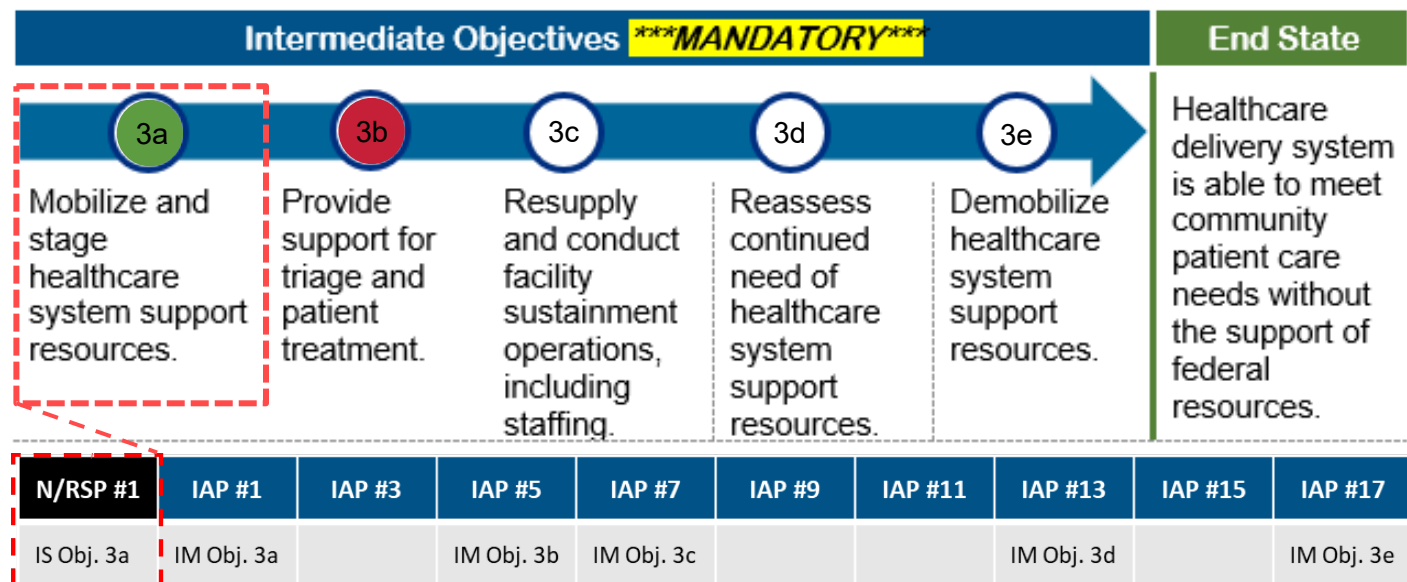 Intermediate Objectives ***MANDATORY***
End State
3a
3b
3c
3d
3e
Mobilize and
stage
healthcare
system support
resources.
Provide
support for
triage and
patient
treatment.
Resupply
and conduct
facility
sustainment
operations,
including
staffing.
Reassess
continued
need of
healthcare
system
support
resources.
Demobilize
healthcare
system
support
resources.
Healthcare
delivery system
is able to meet
community
patient care
needs without
the support of
federal
resources.
N/RSP #1 IAP #1 IAP #3 IAP #5 IAP #7 IAP #9 IAP #11 IAP #13 IAP #15 IAP #17
IS Obj. 3a IM Obj. 3a IM Obj. 3b IM Obj. 3c IM Obj. 3d IM Obj. 3e